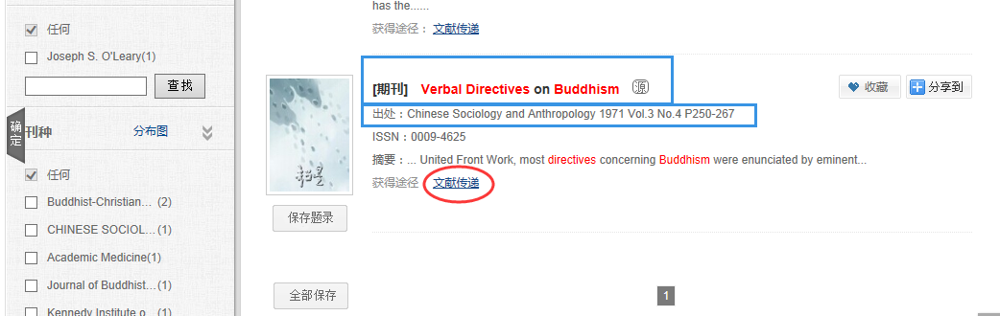 任何
Joseph S. O'Leary(1)
查找
确定
刊种
分布图
任何
Buddhist-Christian… (2)
CHINESE SOCIOL…(1)
Academic Medicine(1)
Journal of Buddhist…(1)
Kennedy Institute o…(1)
has the......
获得途径： 文献传递
[期刊] Verbal Directives on Buddhism 源
收藏
分享到
出处：Chinese Sociology and Anthropology 1971 Vol.3 No.4 P250-267
ISSN：0009-4625
摘要：... United Front Work, most directives concerning Buddhism were enunciated by eminent...
获得途径 文献传递
保存题录
全部保存
1